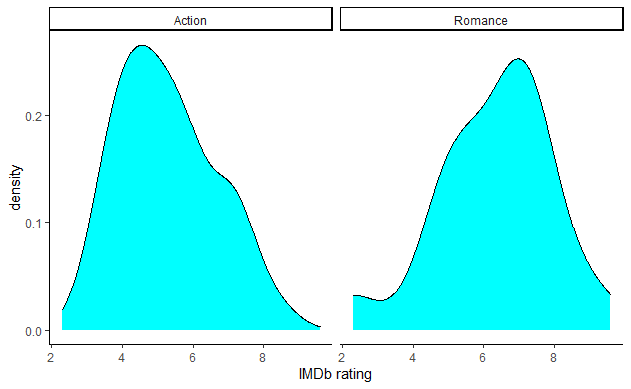 Action Romance
0.2
0.1
0.0
density
2 4 6 8 2 4 6 8
IMDb rating